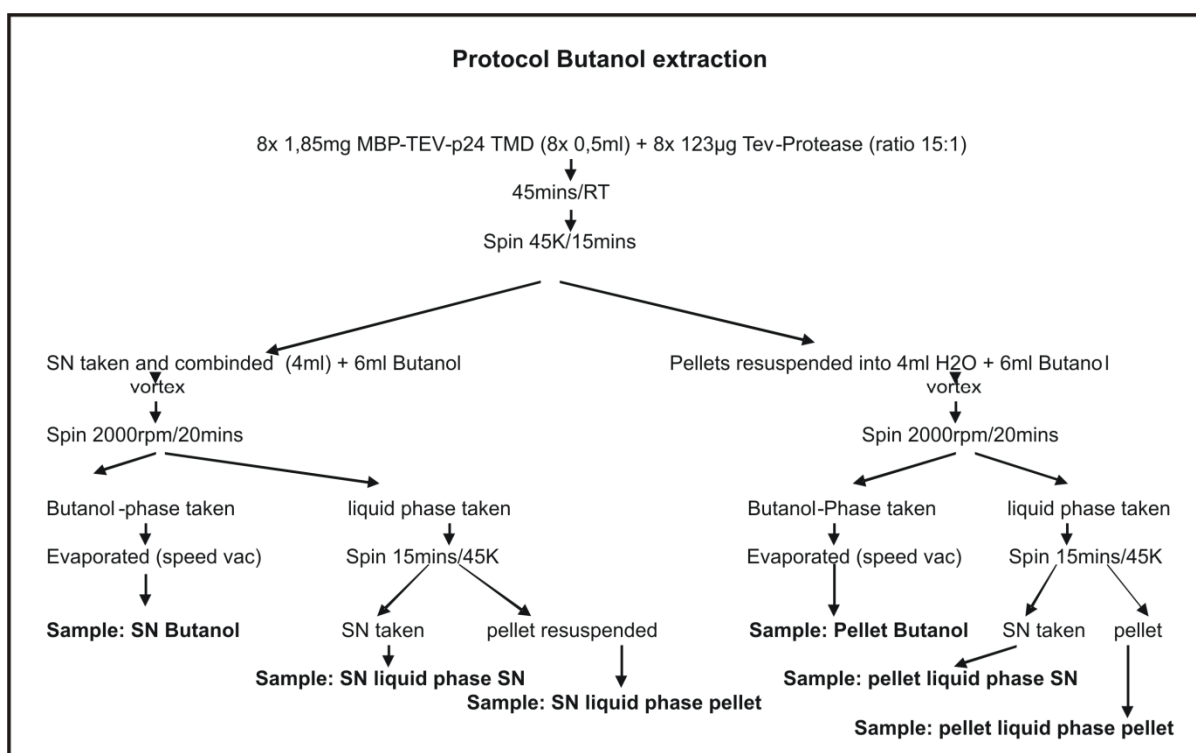 Protocol Butanol extraction
8x 1,85mg MBP-TEV-p24 TMD (8x 0,5ml) + 8x 123µg Tev-Protease (ratio 15:1)
45mins/RT
Spin 45K/15mins
SN taken and combinded (4ml) + 6ml Butanol
vortex
Spin 2000rpm/20mins
Butanol-phase taken
liquid phase taken
Evaporated (speed vac)
Spin 15mins/45K
Sample: SN Butanol
SN taken
pellet resuspended
Sample: SN liquid phase SN
Sample: SN liquid phase pellet
Pellets resuspended into 4ml H2O + 6ml Butanol
vortex
Spin 2000rpm/20mins
Butanol-Phase taken
liquid phase taken
Evaporated (speed vac)
Spin 15mins/45K
Sample: Pellet Butanol
SN taken
pellet
Sample: pellet liquid phase SN
Sample: pellet liquid phase pellet